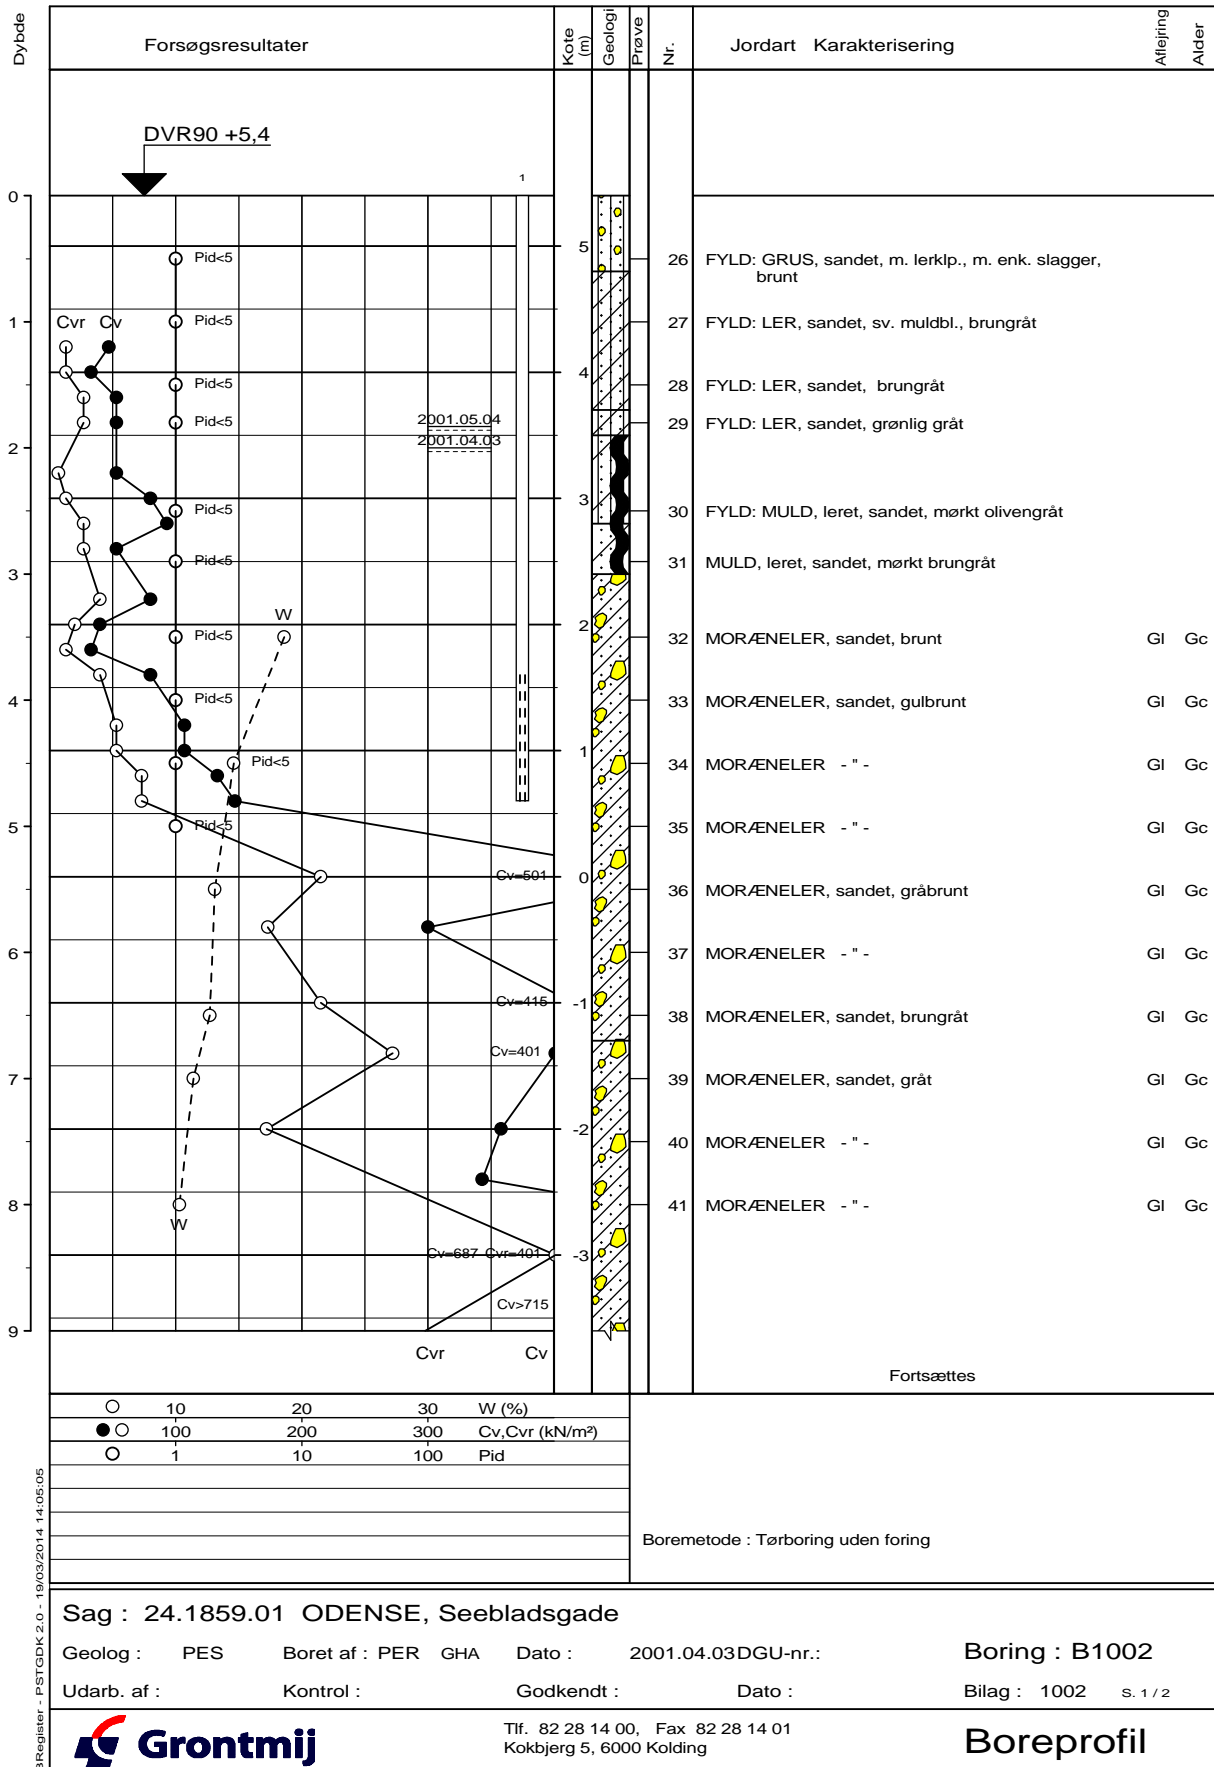 Dybde
Forsøgsresultater
Kote (m)
Geologi
Prøve
Nr.
Jordart Karakterisering
Aflejring
Alder
DVR90 +5,4
1
0
5
Pid<5
26 FYLD: GRUS, sandet, m. lerklp., m. enk. slagger,
brunt
1
Cvr Cv
Pid<5
27 FYLD: LER, sandet, sv. muldbl., brungråt
4
Pid<5
28 FYLD: LER, sandet, brungråt
Pid<5
2001.05.04
29 FYLD: LER, sandet, grønlig gråt
2001.04.03
2
3
Pid<5
30 FYLD: MULD, leret, sandet, mørkt olivengråt
Pid<5
31 MULD, leret, sandet, mørkt brungråt
3
W
2
Pid<5
32 MORÆNELER, sandet, brunt Gl Gc
4
Pid<5
33 MORÆNELER, sandet, gulbrunt Gl Gc
1
Pid<5
34 MORÆNELER - " - Gl Gc
5
Pid<5
35 MORÆNELER - " - Gl Gc
Cv=501
0
36 MORÆNELER, sandet, gråbrunt Gl Gc
6
37 MORÆNELER - " - Gl Gc
Cv=415
-1
38 MORÆNELER, sandet, brungråt Gl Gc
Cv=401
7
39 MORÆNELER, sandet, gråt Gl Gc
-2
40 MORÆNELER - " - Gl Gc
8
41 MORÆNELER - " - Gl Gc
W
Cv=687 Cvr=401
-3
Cv>715
9
Cvr Cv
Fortsættes
10 20 30 W (%)
100 200 300 Cv,Cvr (kN/m²)
1 10 100 Pid
Boremetode : Tørboring uden foring
BRegister - PSTGDK 2.0 - 19/03/2014 14:05:05
Sag : 24.1859.01 ODENSE, Seebladsgade
Geolog : PES Boret af : PER GHA Dato : 2001.04.03 DGU-nr.: Boring : B1002
Udarb. af : Kontrol : Godkendt : Dato : Bilag : 1002 S. 1 / 2
Grontmij
Tlf. 82 28 14 00, Fax 82 28 14 01
Kokbjerg 5, 6000 Kolding
Boreprofil